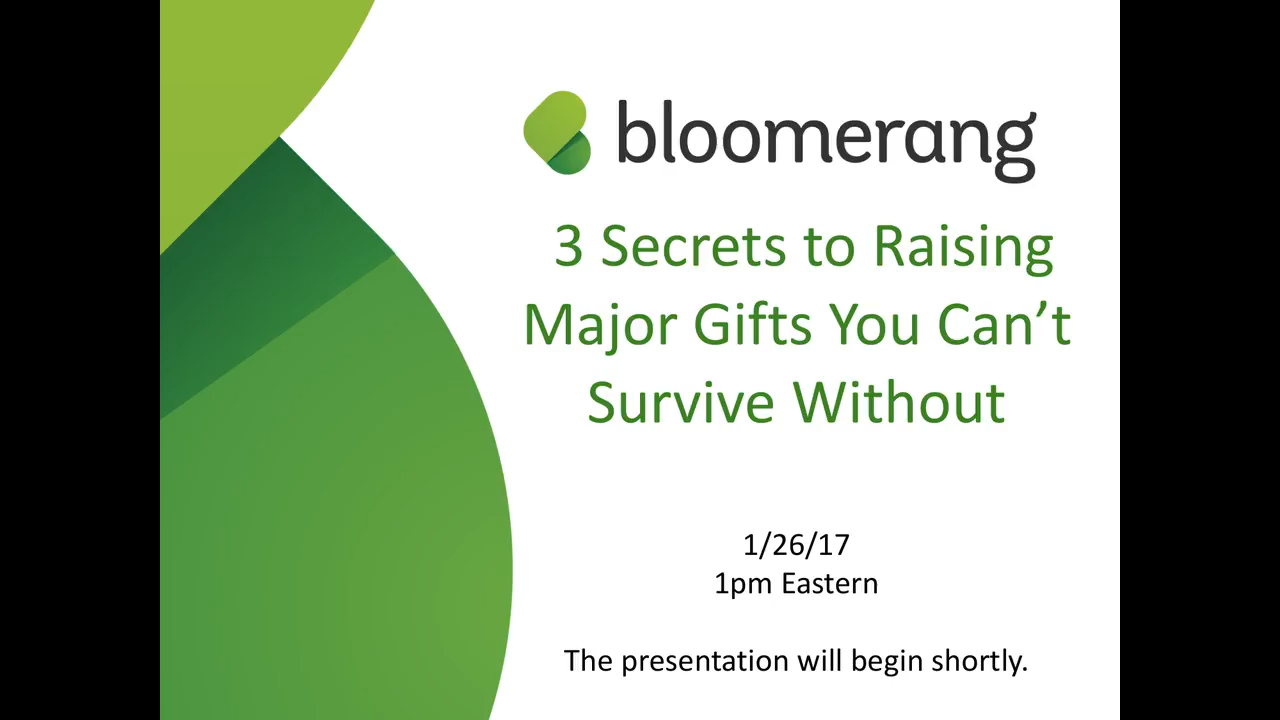 bloomerang
3 Secrets to Raising
Major Gifts You Can’t
Survive Without
1/26/17
1pm Eastern
The presentation will begin shortly.